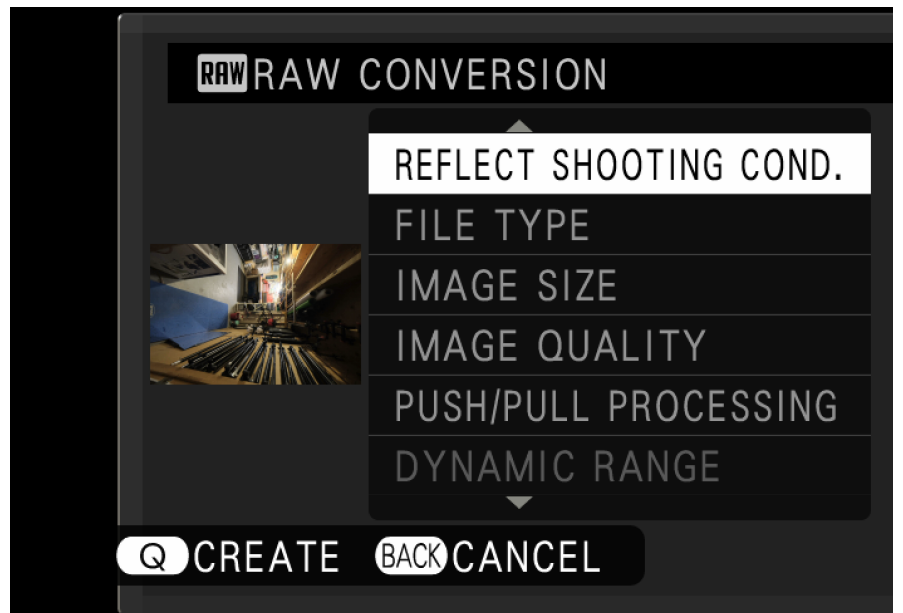 RAW RAW CONVERSION
REFLECT SHOOTING COND.
FILE TYPE
IMAGE SIZE
IMAGE QUALITY
PUSH/PULL PROCESSING
DYNAMIC RANGE
Q CREATE BACK CANCEL